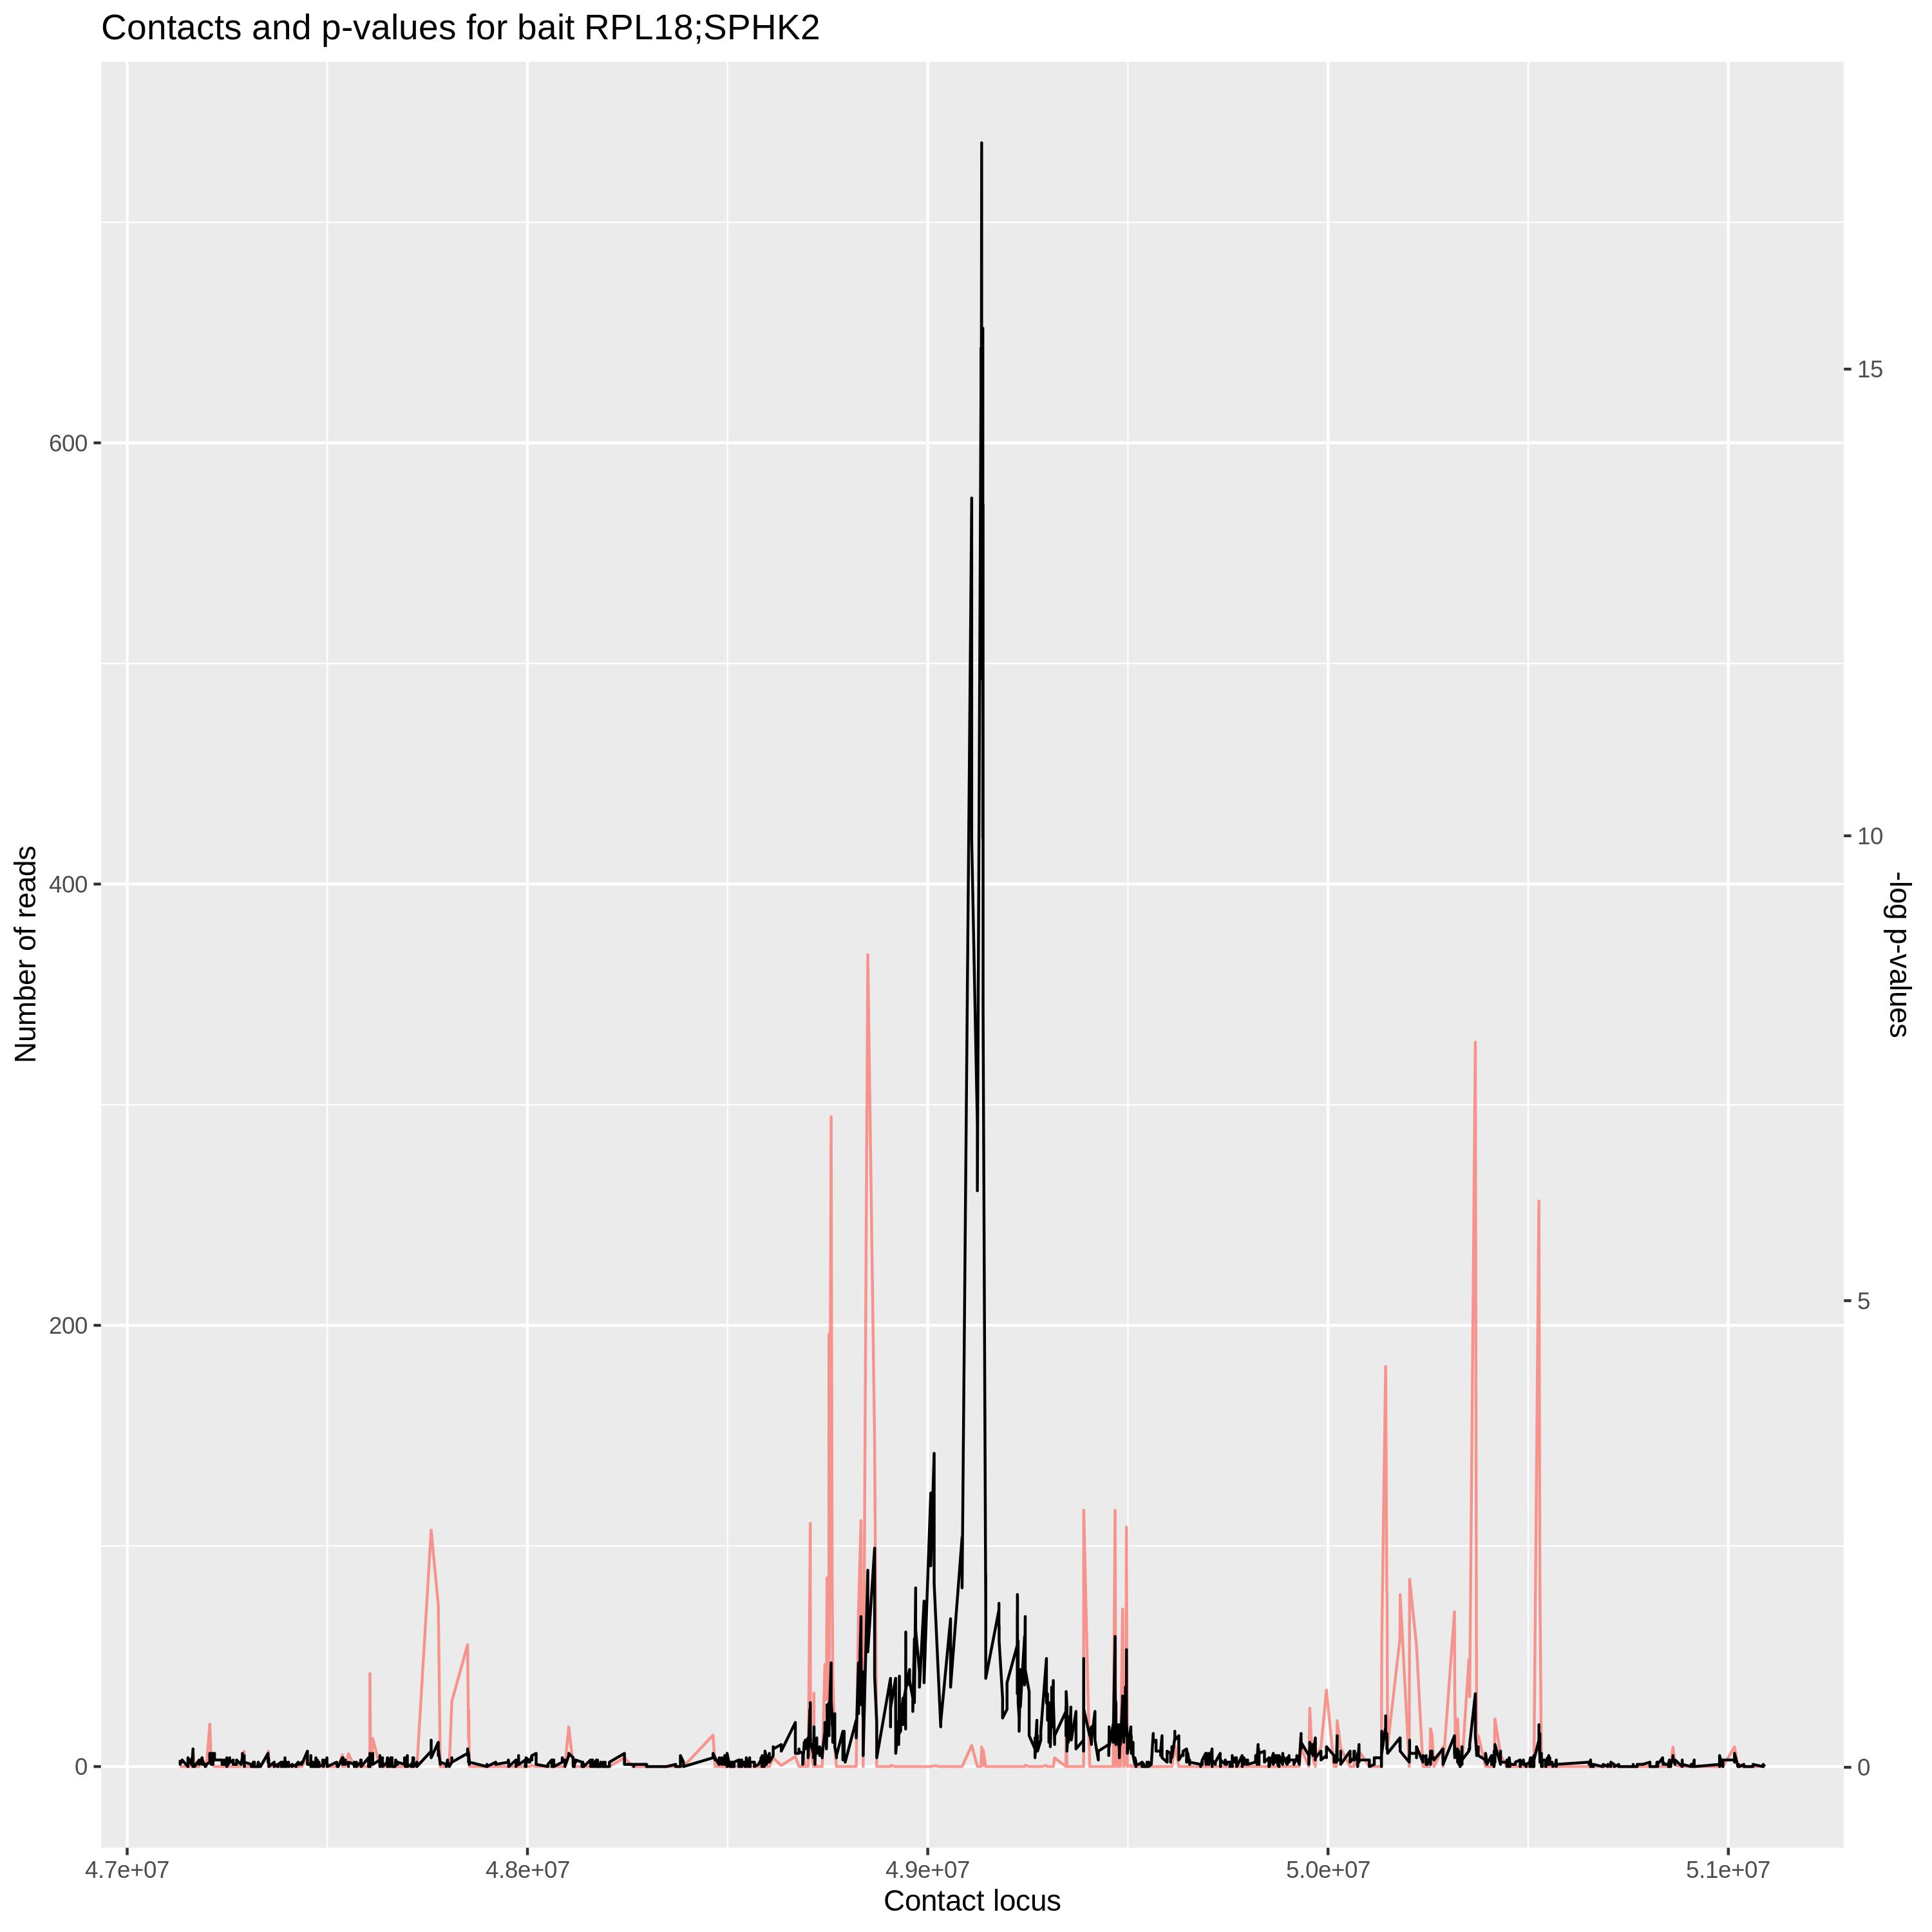 Contacts and p-values for bait RPL18;SPHK2
Number of reads
600
400
200
0
15
10
5
0
-log p-values
4.7e+07 4.8e+07 4.9e+07 5.0e+07 5.1e+07
Contact locus